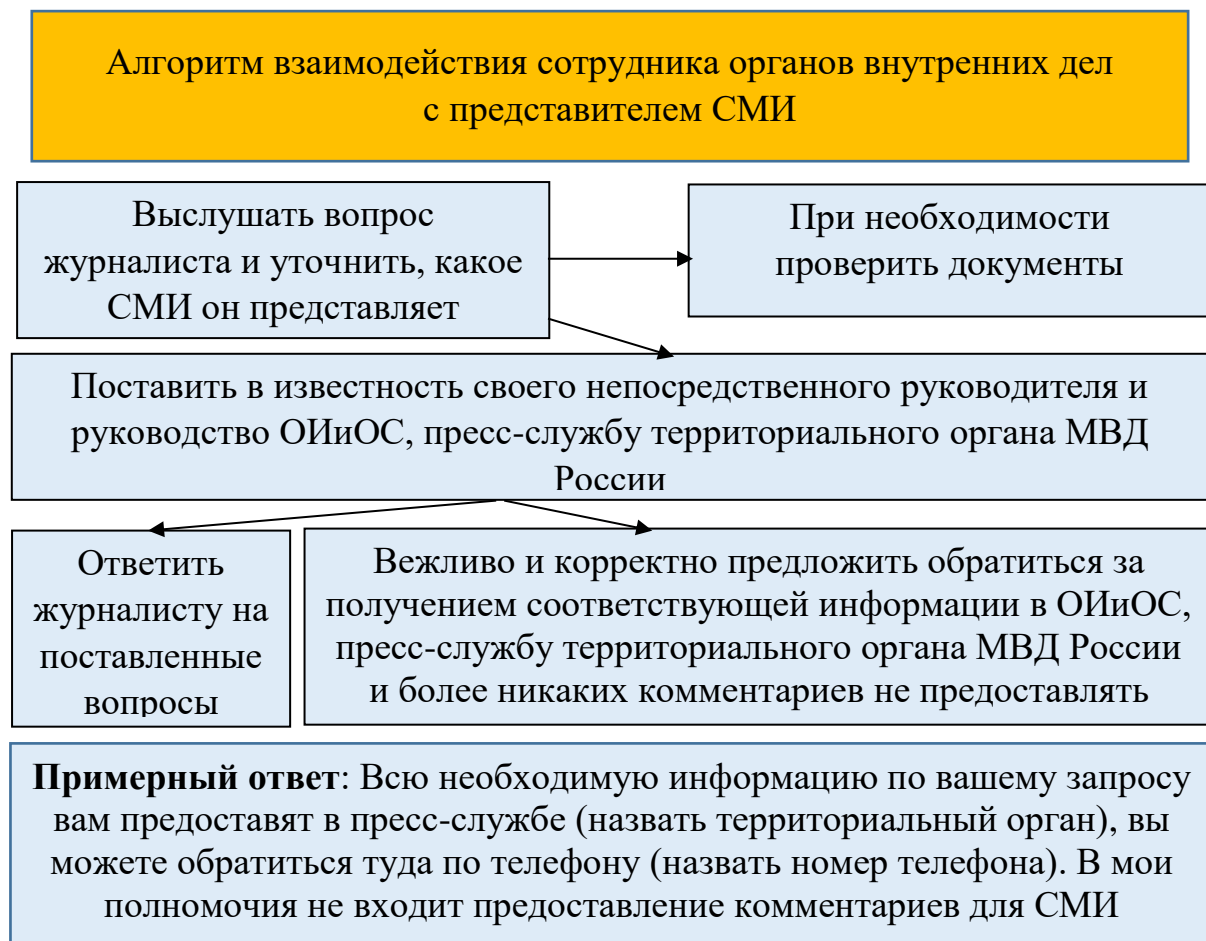 Алгоритм взаимодействия сотрудника органов внутренних дел
с представителем СМИ
Выслушать вопрос
журналиста и уточнить, какое
СМИ он представляет
При необходимости
проверить документы
Поставить в известность своего непосредственного руководителя и
руководство ОИиОС, пресс-службу территориального органа МВД
России
Ответить
журналисту на
поставленные
вопросы
Вежливо и корректно предложить обратиться за
получением соответствующей информации в ОИиОС,
пресс-службу территориального органа МВД России
и более никаких комментариев не предоставлять
Примерный ответ: Всю необходимую информацию по вашему запросу
вам предоставят в пресс-службе (назвать территориальный орган), вы
можете обратиться туда по телефону (назвать номер телефона). В мои
полномочия не входит предоставление комментариев для СМИ